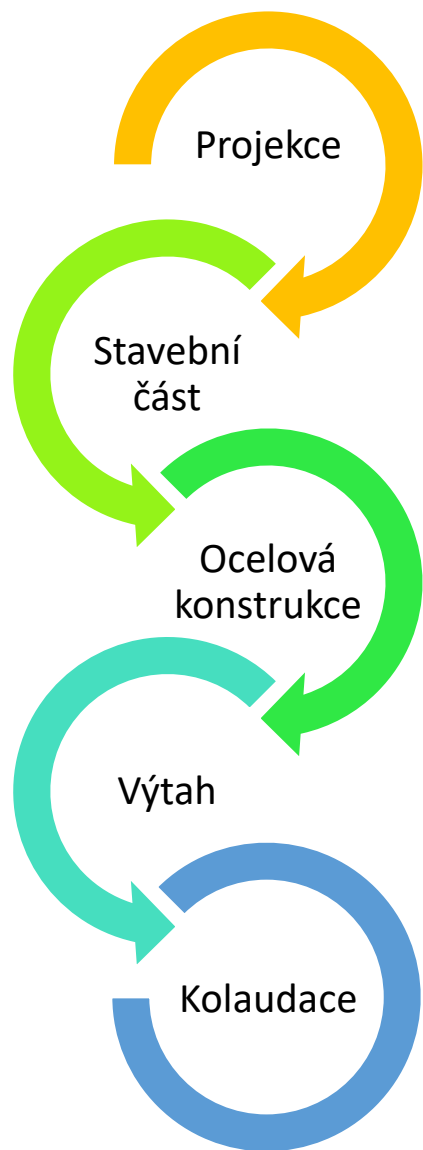 Projekce
Stavební
část
Ocelová
konstrukce
Výtah
Kolaudace